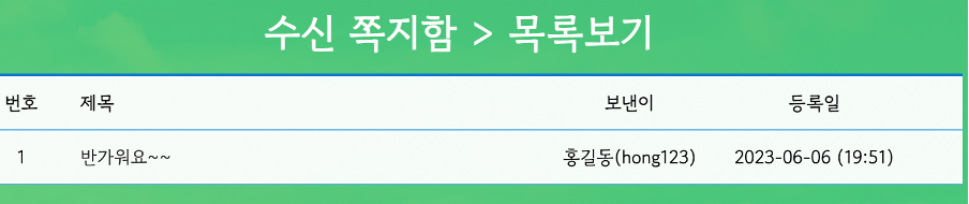 수신 쪽지함 > 목록보기
번호 제목 보낸이 등록일
1 반가워요~~ 홍길동(hong123) 2023-06-06 (19:51)